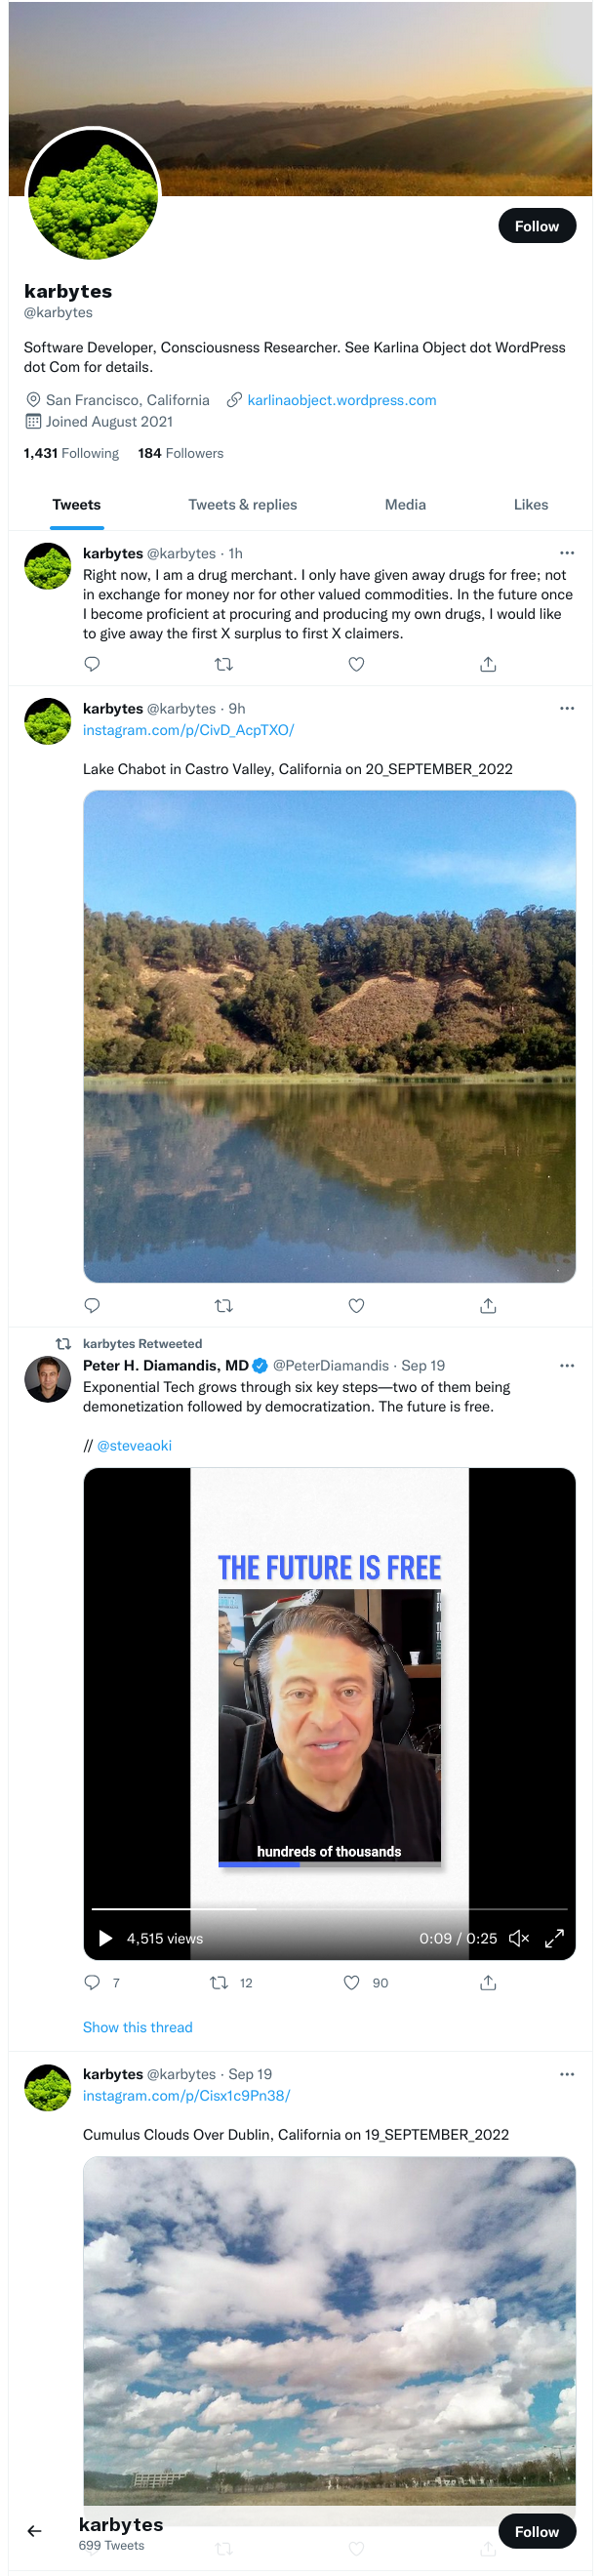 Follow
karbytes
@karbytes
Software Developer, Consciousness Researcher. See Karlina Object dot WordPress
dot Com for details.
San Francisco, California karlinaobject.wordpress.com
Joined August 2021
1,431 Following 184 Followers
Tweets Tweets & replies Media Likes
karbytes @karbytes · 1h
Right now, I am a drug merchant. I only have given away drugs for free; not
in exchange for money nor for other valued commodities. In the future once
I become proficient at procuring and producing my own drugs, I would like
to give away the first X surplus to first X claimers.
karbytes @karbytes · 9h
instagram.com/p/CivD_AcpTXO/
Lake Chabot in Castro Valley, California on 20_SEPTEMBER_2022
karbytes Retweeted
Peter H. Diamandis, MD @PeterDiamandis · Sep 19
Exponential Tech grows through six key steps—two of them being
demonetization followed by democratization. The future is free.
// @steveaoki
THE FUTURE IS FREE
hundreds of thousands
4,515 views 0:09 / 0:25
7 12 90
Show this thread
karbytes @karbytes · Sep 19
instagram.com/p/Cisx1c9Pn38/
Cumulus Clouds Over Dublin, California on 19_SEPTEMBER_2022
karbytes
699 Tweets
Follow